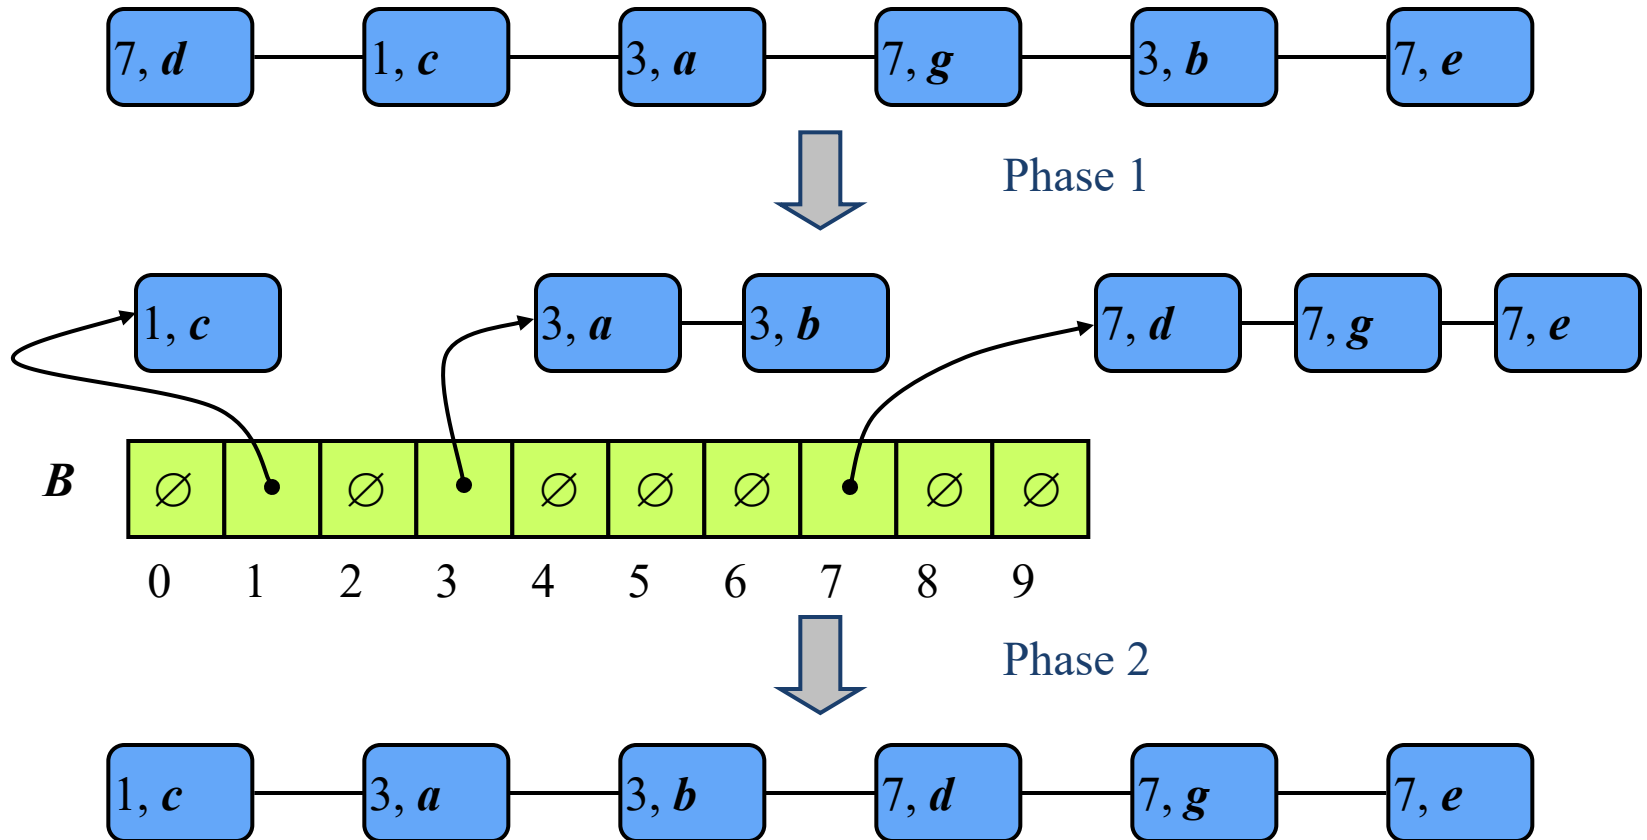 7, d 1, c 3, a 7, g 3, b 7, e
Phase 1
1, c 3, a 3, b 7, d 7, g 7, e
B ∅ ∅ ∅ ∅ ∅ ∅ ∅
0 1 2 3 4 5 6 7 8 9
Phase 2
1, c 3, a 3, b 7, d 7, g 7, e